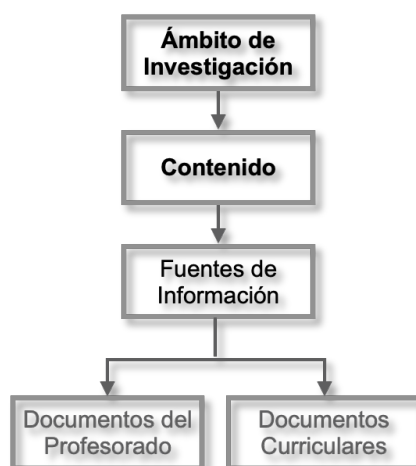 Ámbito de
Investigación
Contenido
Fuentes de
Información
Documentos del
Profesorado
Documentos
Curriculares